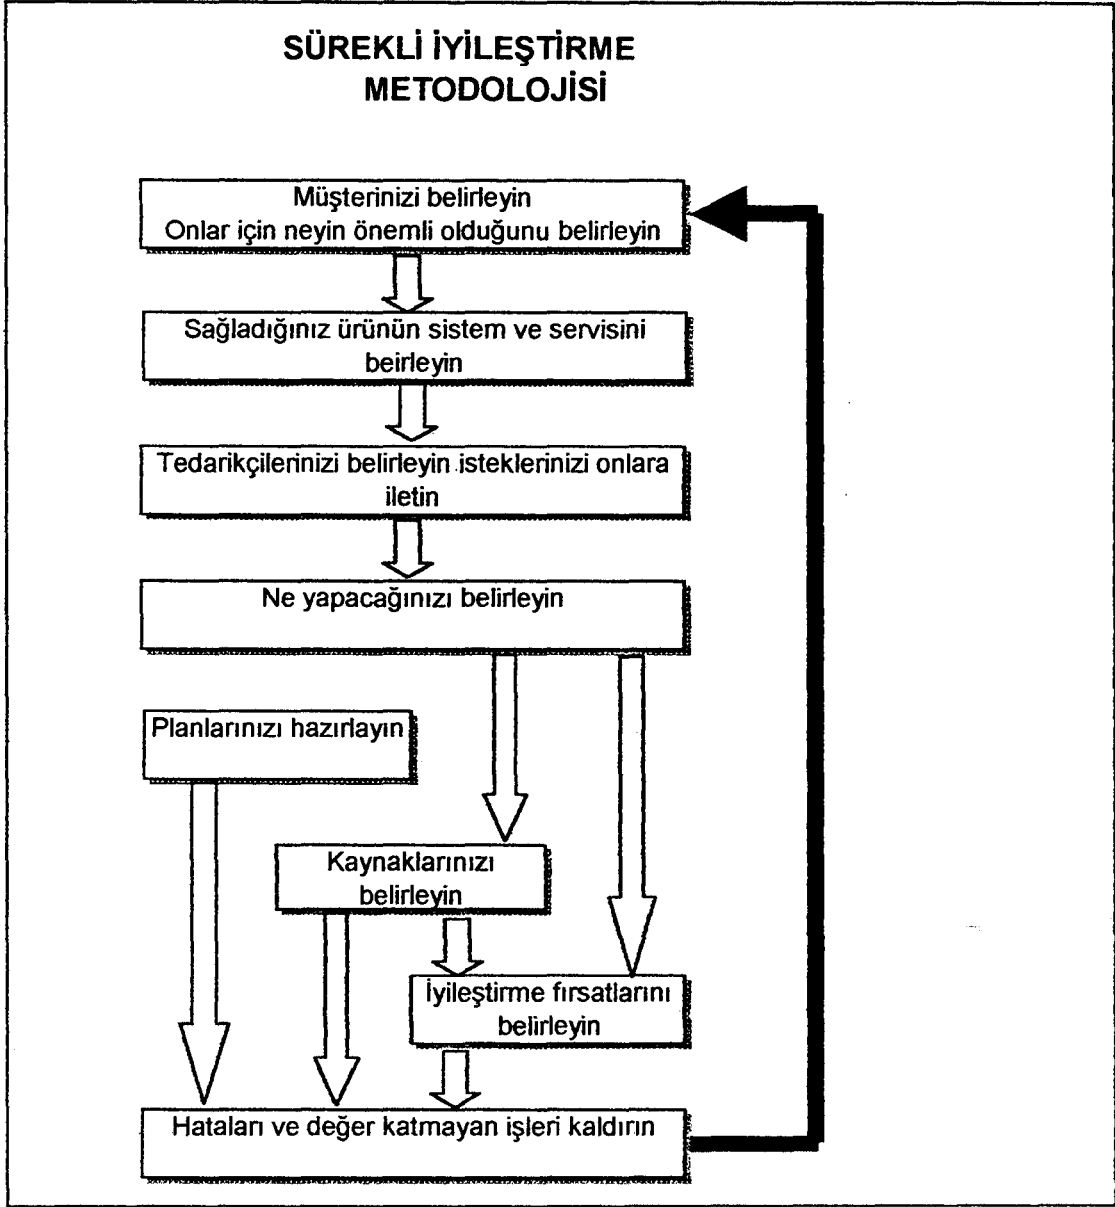 SÜREKLİ İYİLEŞTİRME
METODOLOJİSİ
Müşterinizi belirleyin
Onlar için neyin önemli olduğunu belirleyin
Sağladığınız ürünün sistem ve servisini
beirleyin
Tedarikçilerinizi belirleyin isteklerinizi onlara
iletin
Ne yapacağınızı belirleyin
Planlarınızı hazırlayın
Kaynaklarınızı
belirleyin
İyileştirme fırsatlarını
belirleyin
Hataları ve değer katmayan işleri kaldırın